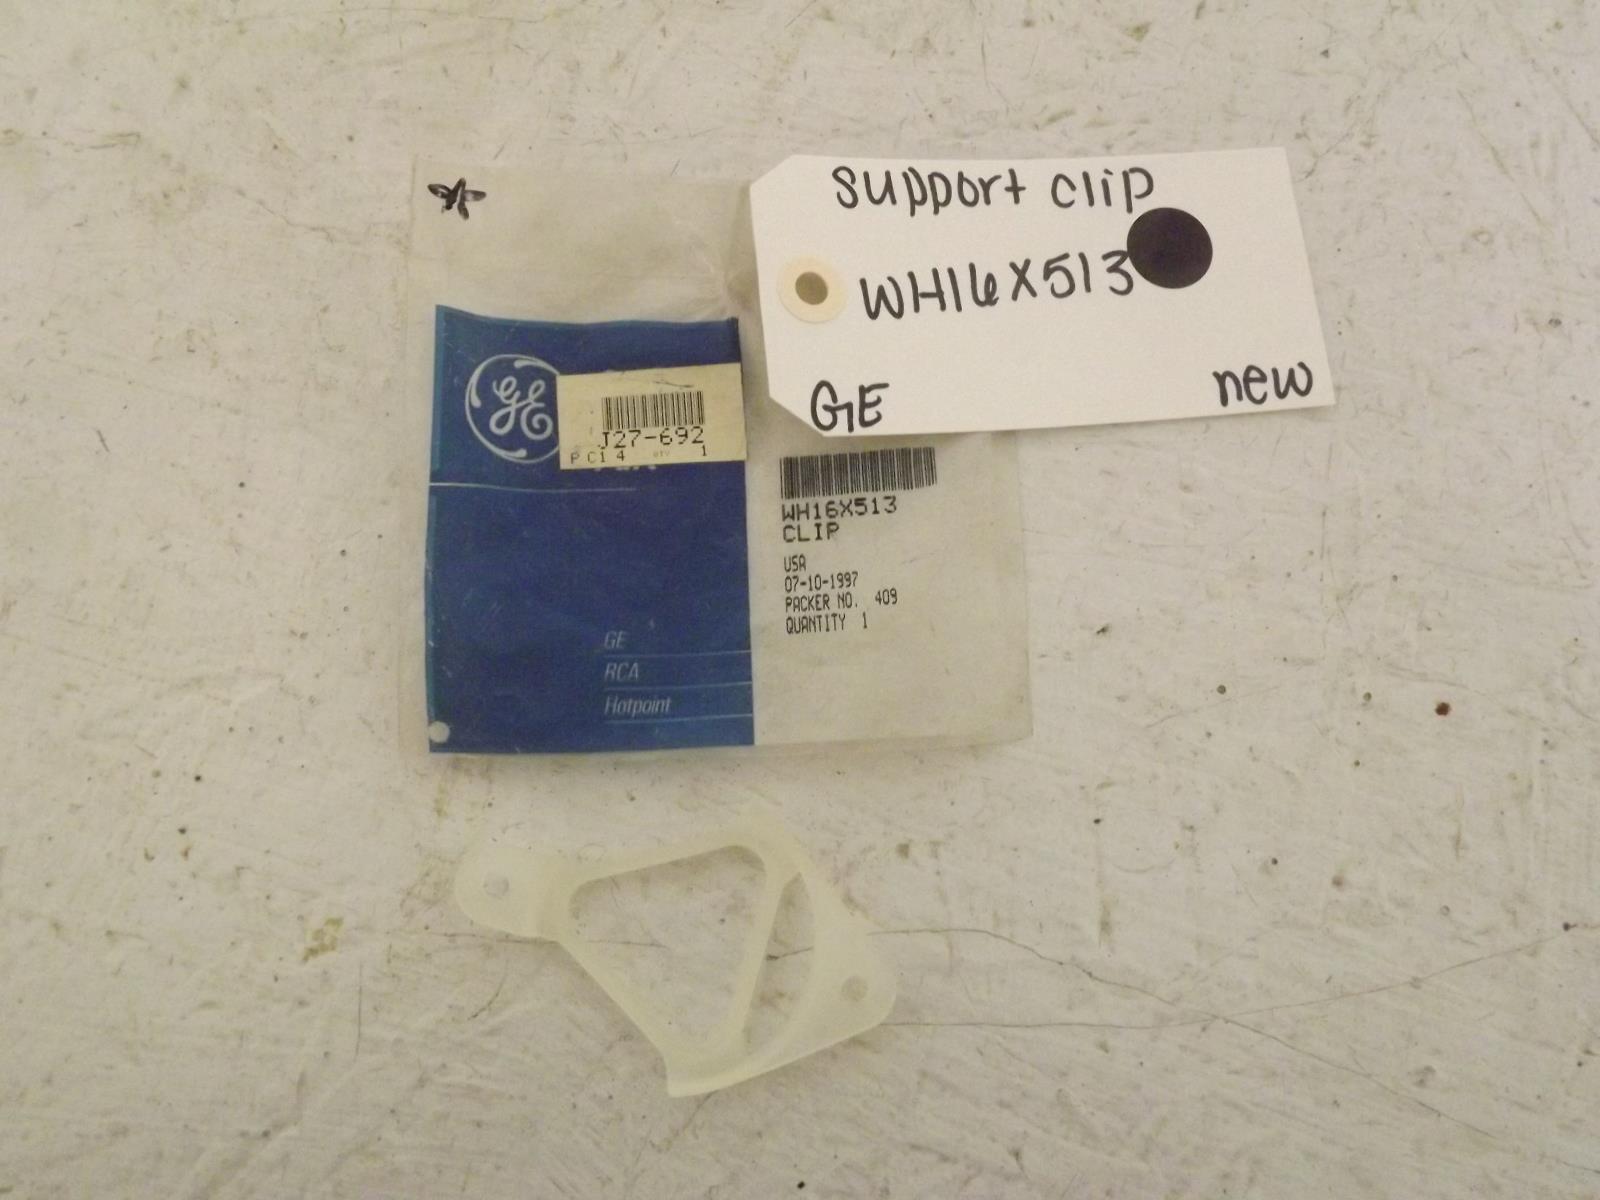 support clip
WH16X513
GE
new
GE
J27-692
P C1 4 QTY 1
WH16X513
CLIP
USA
07-10-1997
PACKER NO. 409
QUANTITY 1
GE
RCA
Hotpoint